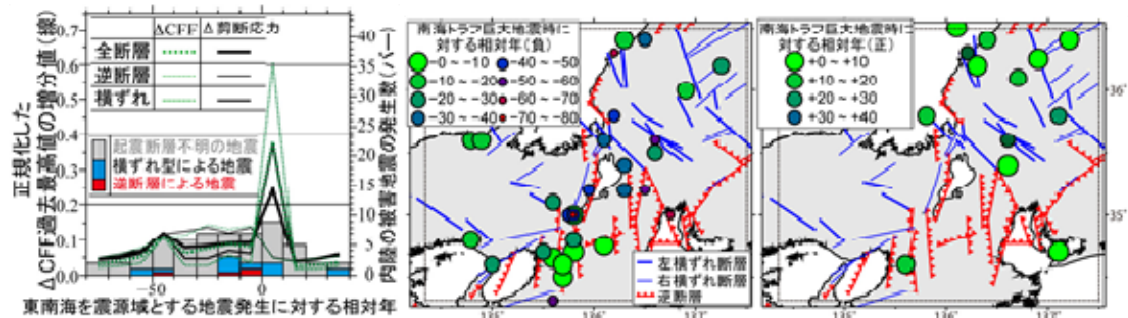 ΔCFF Δ剪断応力
全断層
逆断層
横ずれ
起震断層不明の地震
横ずれ型による地震
逆断層による地震
正規化した
ΔCFF過去最高値の増分値(線)
内陸の被害地震の発生数(バー)
0.7
0.6
0.5
0.4
0.3
0.2
0.1
0.0
40
35
30
25
20
15
10
5
0
-50
0
東南海を震源域とする地震発生に対する相対年
南海トラフ巨大地震時に
対する相対年(負)
-0~-10 -40~-50
-10~-20 -50~-60
-20~-30 -60~-70
-30~-40 -70~-80
左横ずれ断層
右横ずれ断層
逆断層
135°
136°
137°
南海トラフ巨大地震時に
対する相対年(正)
+0~+10
+10~+20
+20~+30
+30~+40
36°
35°
135°
136°
137°